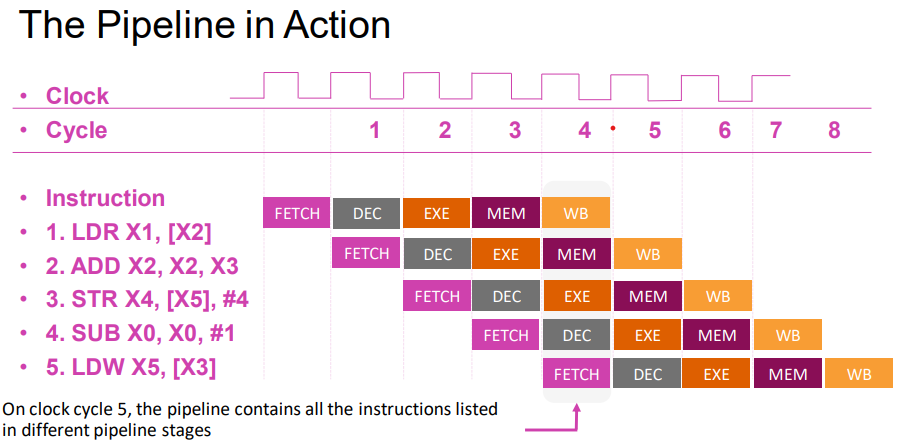 The Pipeline in Action
• Clock
• Cycle 1 2 3 4 5 6 7 8
• Instruction
FETCH DEC EXE MEM WB
• 1. LDR X1, [X2]
FETCH DEC EXE MEM WB
• 2. ADD X2, X2, X3
• 3. STR X4, [X5], #4
FETCH DEC EXE MEM WB
• 4. SUB X0, X0, #1
FETCH DEC EXE MEM WB
• 5. LDW X5, [X3]
FETCH DEC EXE MEM WB
On clock cycle 5, the pipeline contains all the instructions listed
in different pipeline stages